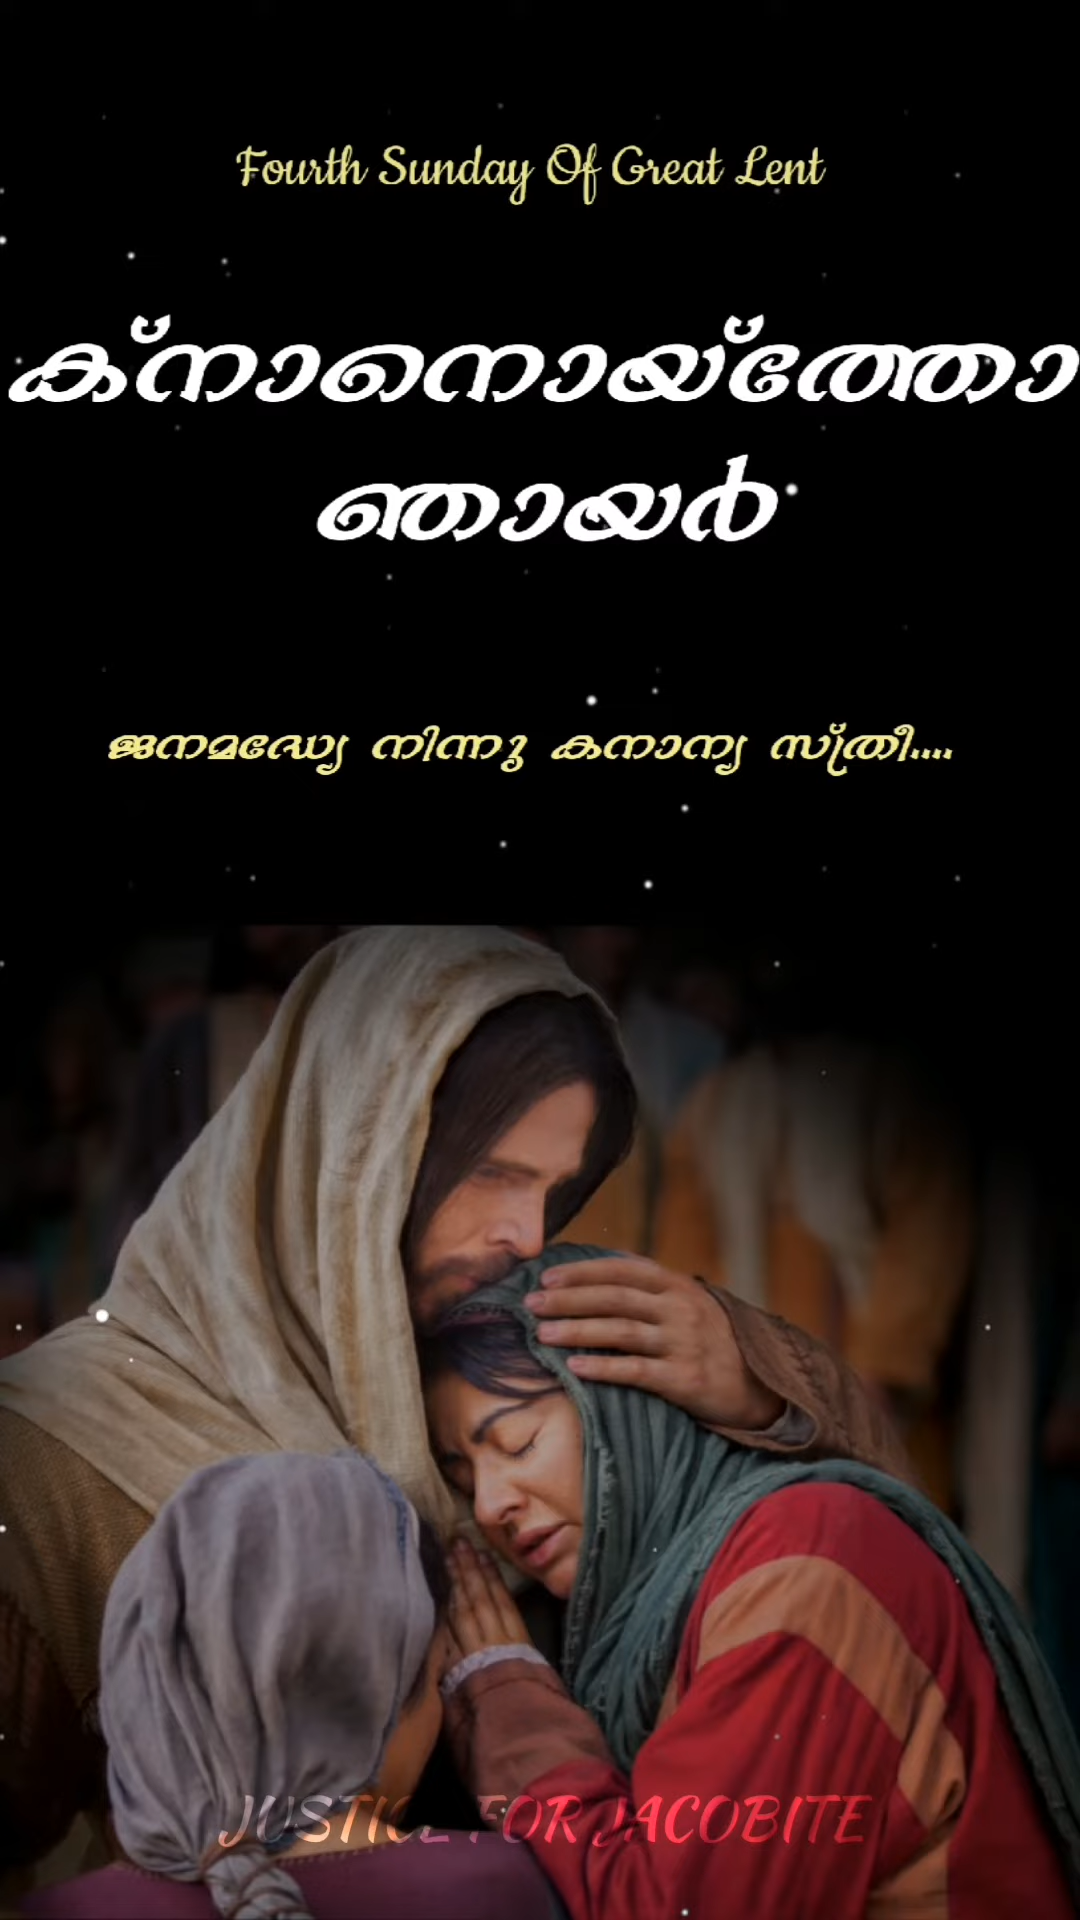 Fourth Sunday Of Great Lent
ക്നാനൊയ്ത്തോ
ഞായർ
ജനമദ്ധ്യേ നിന്നു കനാന്യ സ്ത്രീ....
JUSTICE FOR JACOBITE